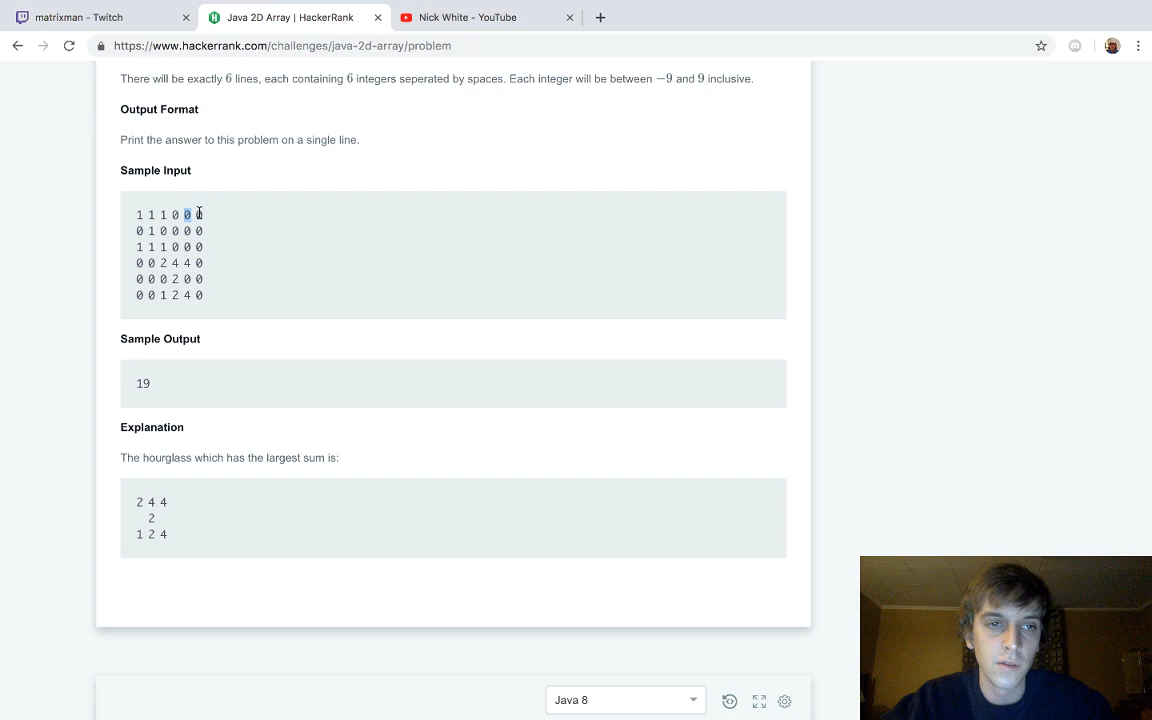 matrixman - Twitch
Java 2D Array | HackerRank
Nick White - YouTube
https://www.hackerrank.com/challenges/java-2d-array/problem
There will be exactly 6 lines, each containing 6 integers seperated by spaces. Each integer will be between −9 and 9 inclusive.
Output Format
Print the answer to this problem on a single line.
Sample Input
1 1 1 0 0 0
0 1 0 0 0 0
1 1 1 0 0 0
0 0 2 4 4 0
0 0 0 2 0 0
0 0 1 2 4 0
Sample Output
19
Explanation
The hourglass which has the largest sum is:
2 4 4
2
1 2 4
Java 8